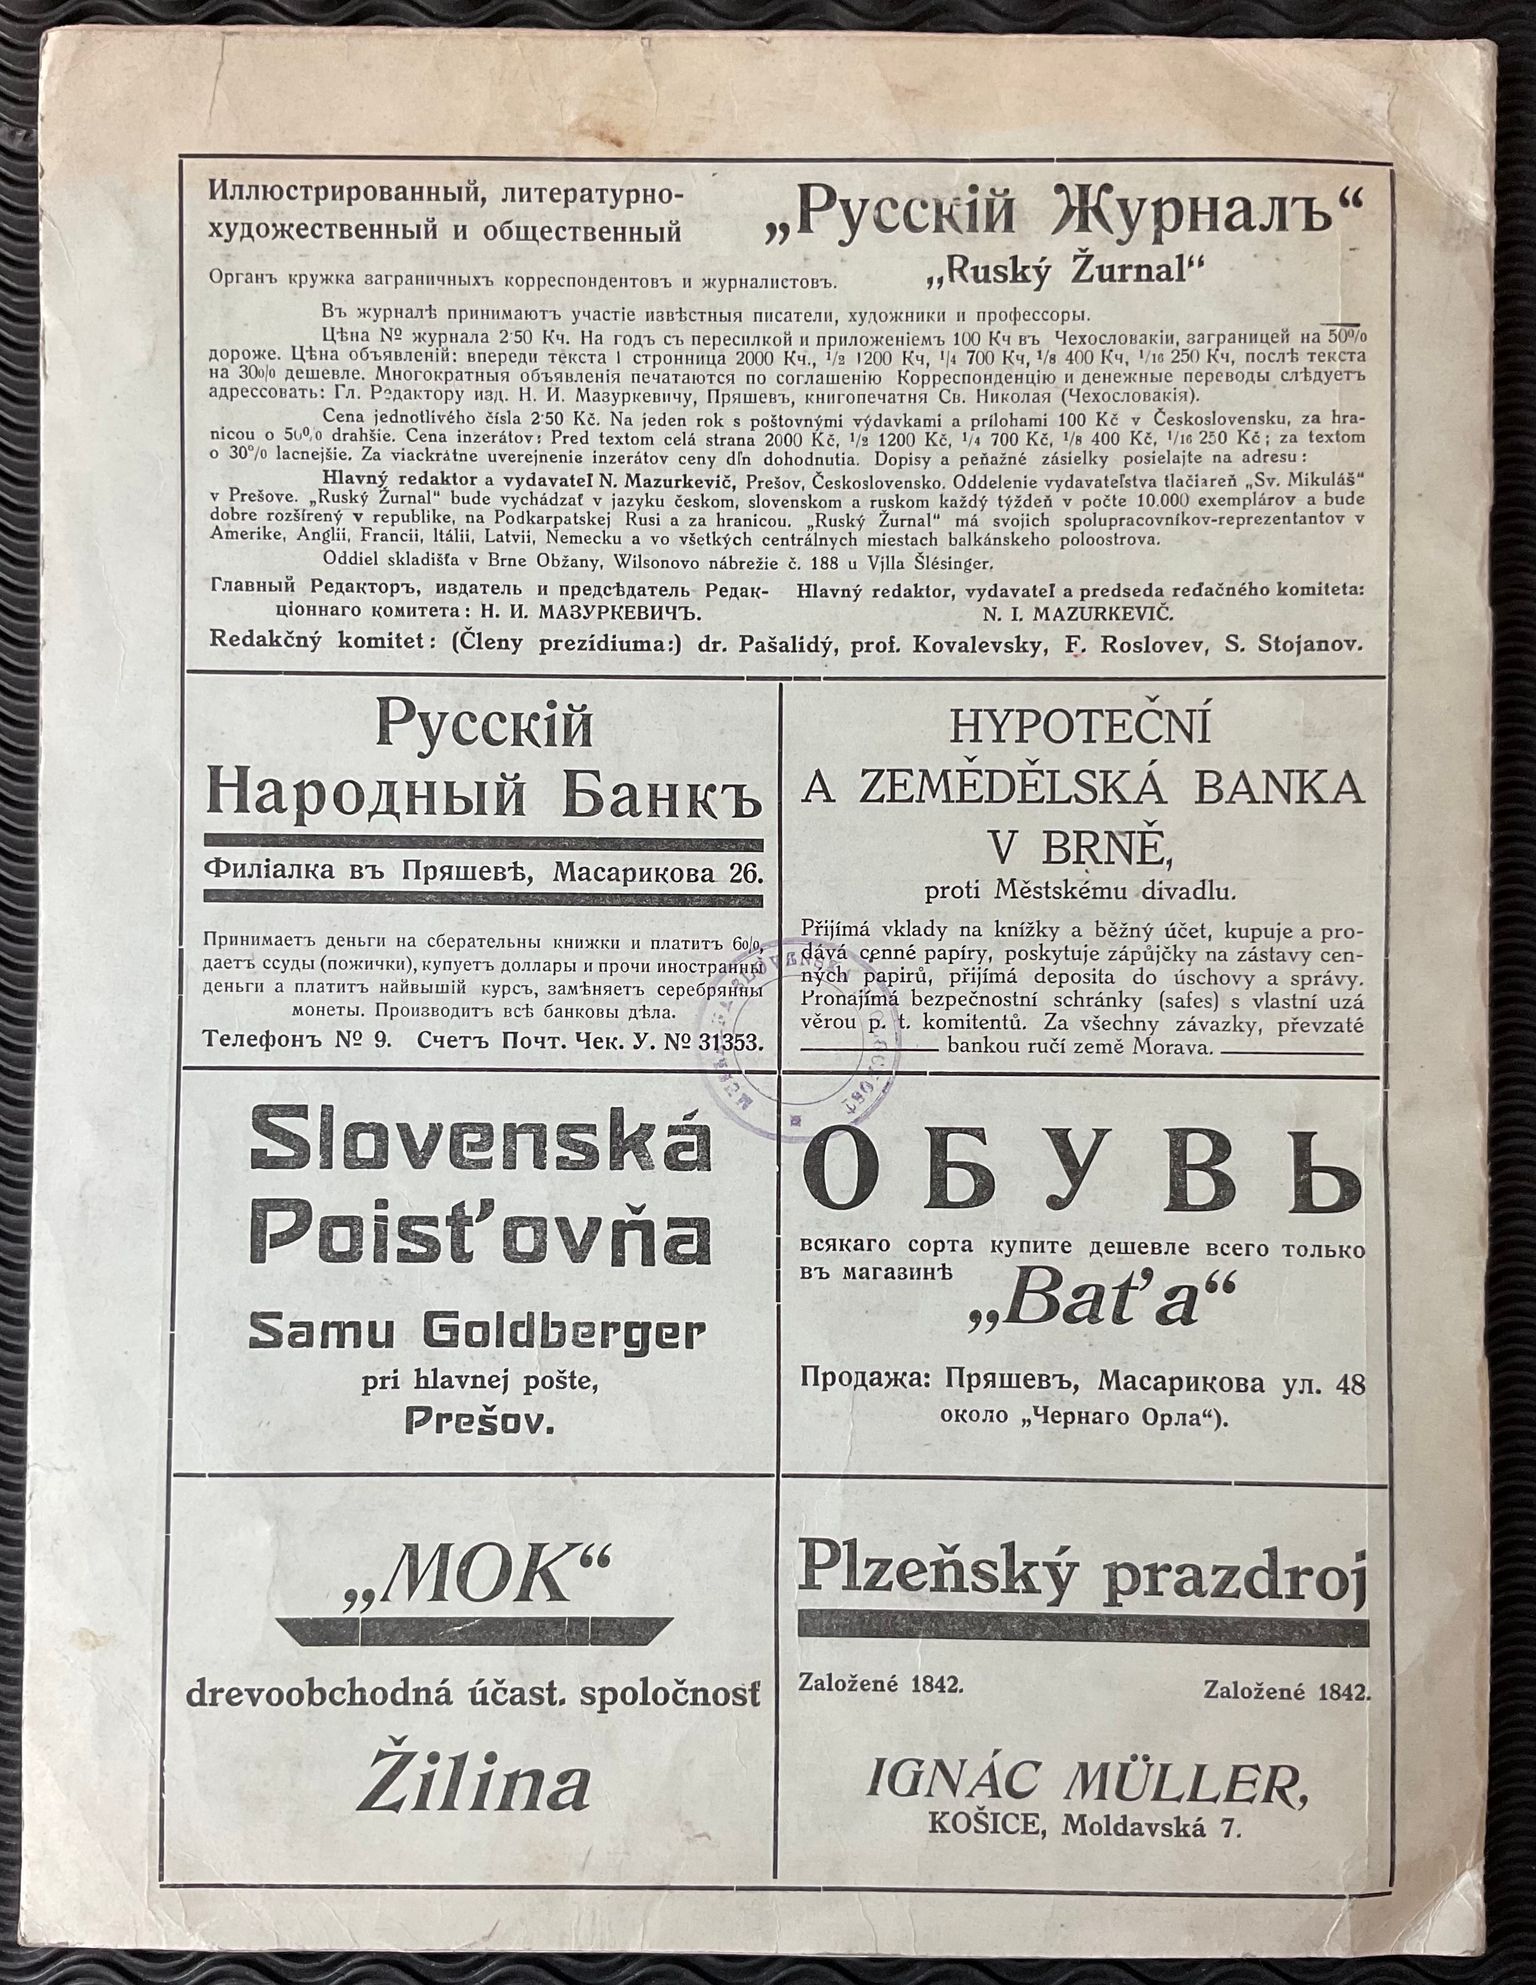 Иллюстрированный, литературно-
художественный и общественный
„Русскій Журналъ“
„Ruský Žurnal“
Органъ кружка заграничныхъ корреспондентовъ и журналистовъ.
Въ журналѣ принимаютъ участіе извѣстныя писатели, художники и профессоры.
Цѣна № журнала 2·50 Кч. На годъ съ пересилкой и приложеніемъ 100 Кч въ Чехословакіи, заграницей на 50%
дороже. Цѣна объявленій: впереди текста 1 стронница 2000 Кч., 1/2 1200 Кч, 1/4 700 Кч, 1/8 400 Кч, 1/16 250 Кч, послѣ текста
на 30% дешевле. Многократныя объявленія печатаются по соглашенію Корреспонденцію и денежные переводы слѣдуетъ
адрессовать: Гл. Редактору изд. Н. И. Мазуркевичу, Пряшевъ, книгопечатня Св. Николая (Чехословакія).
Cena jednotlivého čísla 2·50 Kč. Na jeden rok s poštovnými výdavkami a prílohami 100 Kč v Československu, za hra-
nicou o 50% drahšie. Cena inzerátov: Pred textom celá strana 2000 Kč, 1/2 1200 Kč, 1/4 700 Kč, 1/8 400 Kč, 1/16 250 Kč; za textom
o 30% lacnejšie. Za viackrátne uverejnenie inzerátov ceny dľn dohodnutia. Dopisy a peňažné zásielky posielajte na adresu:
Hlavný redaktor a vydavateľ N. Mazurkevič, Prešov, Československo. Oddelenie vydavateľstva tlačiareň „Sv. Mikuláš“
v Prešove. „Ruský Žurnal“ bude vychádzať v jazyku českom, slovenskom a ruskom každý týždeň v počte 10.000 exemplárov a bude
dobre rozšírený v republike, na Podkarpatskej Rusi a za hranicou. „Ruský Žurnal“ má svojich spolupracovníkov-reprezentantov v
Amerike, Anglii, Francii, Itálii, Latvii, Nemecku a vo všetkých centrálnych miestach balkánskeho poloostrova.
Oddiel skladišťa v Brne Obžany, Wilsonovo nábrežie č. 188 u Vjlla Šlésinger.
Главный Редакторъ, издатель и предсѣдатель Редак-
ціоннаго комитета: Н. И. МАЗУРКЕВИЧЪ.
Hlavný redaktor, vydavateľ a predseda reďačného komiteta:
N. I. MAZURKEVIČ.
Redakčný komitet: (Členy prezídiuma:) dr. Pašalidý, prof. Kovalevsky, F. Roslovev, S. Stojanov.
Русскій
Народный Банкъ
Филіалка въ Пряшевѣ, Масарикова 26.
Принимаетъ деньги на сберательны книжки и платитъ 6%,
даетъ ссуды (пожички), купуетъ доллары и прочи иностранны
деньги а платитъ найвышій курсъ, замѣняетъ серебрянны
монеты. Производитъ всѣ банковы дѣла.
Телефонъ № 9. Счетъ Почт. Чек. У. № 31353.
HYPOTEČNÍ
A ZEMĚDĚLSKÁ BANKA
V BRNĚ,
proti Městskému divadlu.
Přijímá vklady na knížky a běžný účet, kupuje a pro-
dává cenné papíry, poskytuje zápůjčky na zástavy cen-
ných papirů, přijímá deposita do úschovy a správy.
Pronajímá bezpečnostní schránky (safes) s vlastní uzá
věrou p. t. komitentů. Za všechny závazky, převzaté
bankou ručí země Morava.
Slovenská
Poisťovňa
Samu Goldberger
pri hlavnej pošte,
Prešov.
ОБУВЬ
всякаго сорта купите дешевле всего только
въ магазинѣ
„Baťa“
Продажа: Пряшевъ, Масарикова ул. 48
около „Чернаго Орла“).
„MOK“
drevoobchodná účast. spoločnosť
Žilina
Plzeňský prazdroj
Založené 1842.
Založené 1842.
IGNÁC MÜLLER,
KOŠICE, Moldavská 7.